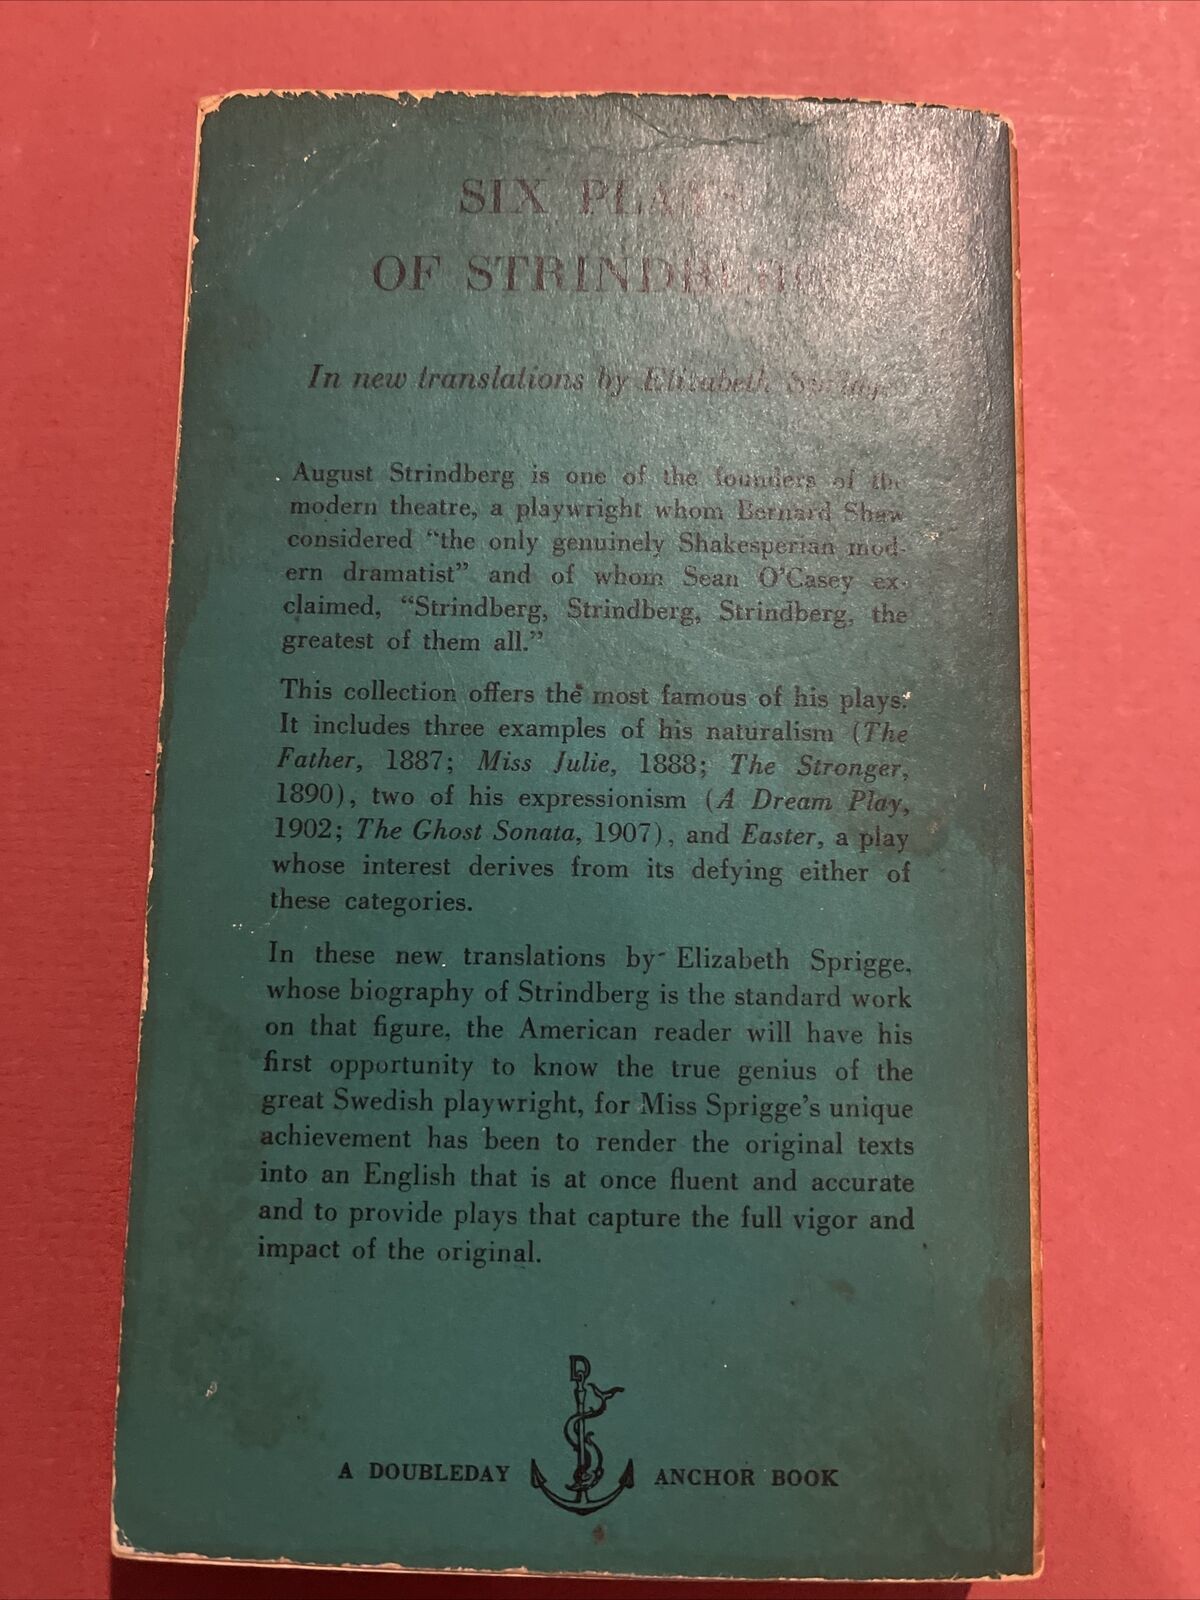 SIX PLAYS
OF STRINDBERG
In new translations by Elizabeth Sprigge
August Strindberg is one of the founders of the
modern theatre, a playwright whom Bernard Shaw
considered “the only genuinely Shakesperian mod-
ern dramatist” and of whom Sean O’Casey ex-
claimed, “Strindberg, Strindberg, Strindberg, the
greatest of them all.”
This collection offers the most famous of his plays.
It includes three examples of his naturalism (The
Father, 1887; Miss Julie, 1888; The Stronger,
1890), two of his expressionism (A Dream Play,
1902; The Ghost Sonata, 1907), and Easter, a play
whose interest derives from its defying either of
these categories.
In these new translations by Elizabeth Sprigge,
whose biography of Strindberg is the standard work
on that figure, the American reader will have his
first opportunity to know the true genius of the
great Swedish playwright, for Miss Sprigge’s unique
achievement has been to render the original texts
into an English that is at once fluent and accurate
and to provide plays that capture the full vigor and
impact of the original.
D
A DOUBLEDAY ANCHOR BOOK